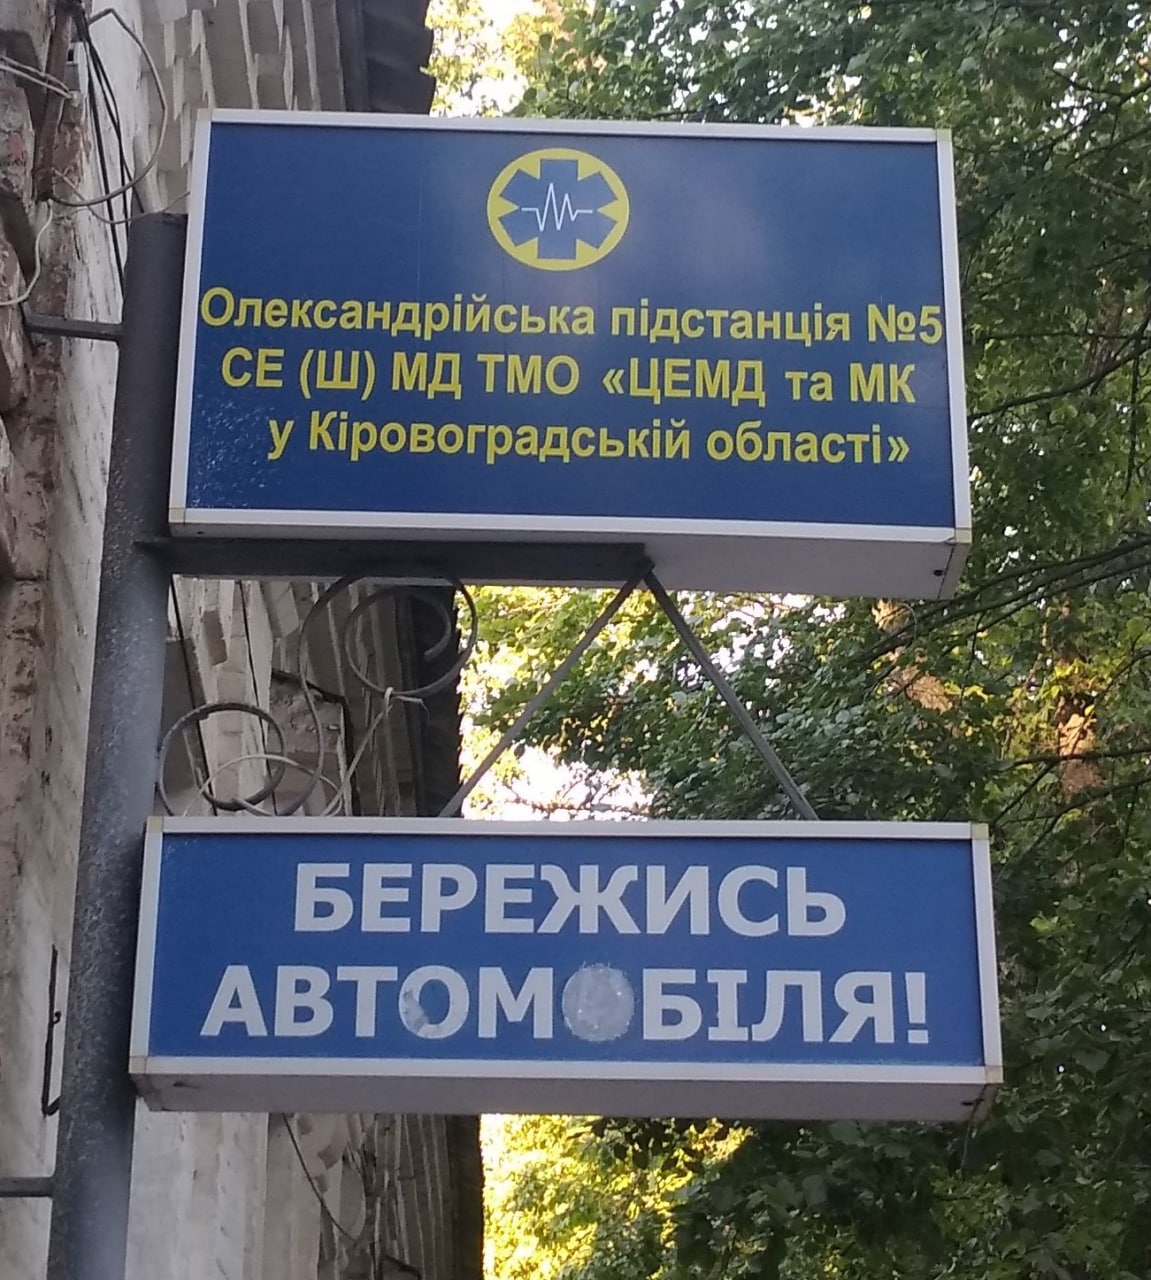 Олександрійська підстанція №5
СЕ (Ш) МД ТМО «ЦЕМД та МК
у Кіровоградській області»
БЕРЕЖИСЬ
АВТОМОБІЛЯ!